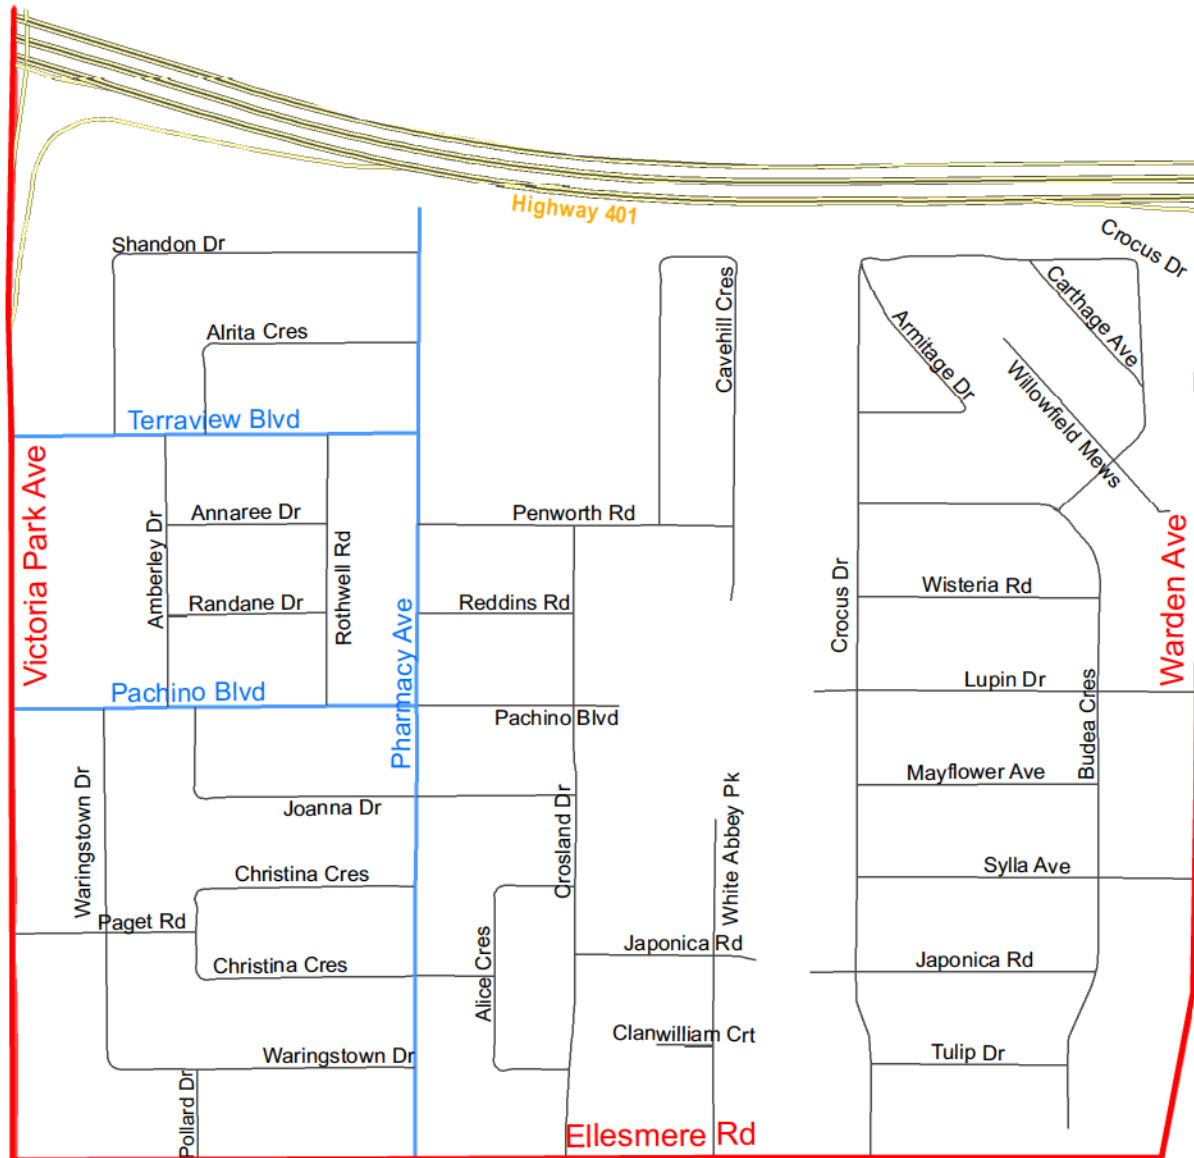 Highway 401
Crocus Dr
Shandon Dr
Carthage Ave
Cavehill Cres
Alrita Cres
Armitage Dr
Terraview Blvd
Willowfield Mews
Victoria Park Ave
Annaree Dr
Penworth Rd
Amberley Dr
Rothwell Rd
Warden Ave
Crocus Dr
Wisteria Rd
Randane Dr
Reddins Rd
Pharmacy Ave
Lupin Dr
Pachino Blvd
Pachino Blvd
Budea Cres
Mayflower Ave
Joanna Dr
Waringstown Dr
Crosland Dr
White Abbey Pk
Sylla Ave
Christina Cres
Paget Rd
Japonica Rd
Japonica Rd
Christina Cres
Alice Cres
Clanwilliam Crt
Tulip Dr
Waringstown Dr
Pollard Dr
Ellesmere Rd